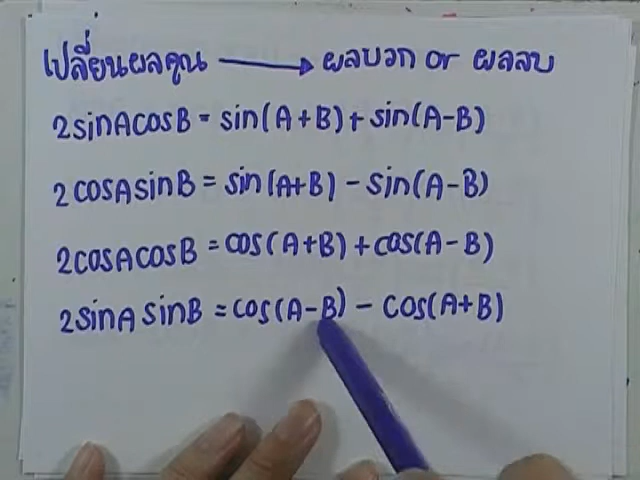 เปลี่ยนผลคูณ ⟶ ผลบวก or ผลลบ
2sinAcosB = sin(A+B)+sin(A-B)
2cosAsinB = sin(A+B) - sin(A-B)
2cosAcosB = cos(A+B)+cos(A-B)
2sinAsinB = cos(A-B) - cos(A+B)